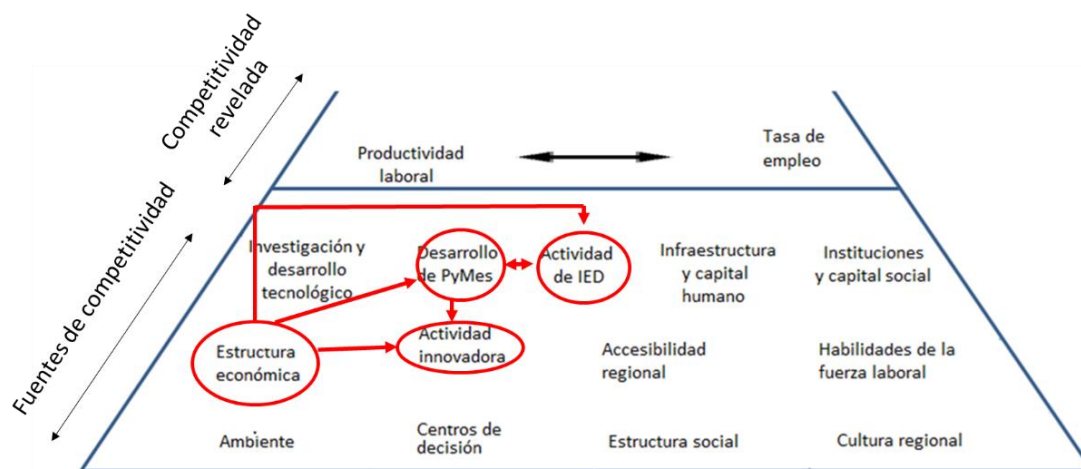 Competitividad
revelada
Fuentes de competitividad
Productividad
laboral
Tasa de
empleo
Investigación y
desarrollo
tecnológico
Desarrollo
de PyMes
Actividad
de IED
Infraestructura
y capital
humano
Instituciones
y capital social
Estructura
económica
Actividad
innovadora
Accesibilidad
regional
Habilidades de la
fuerza laboral
Ambiente
Centros de
decisión
Estructura social
Cultura regional